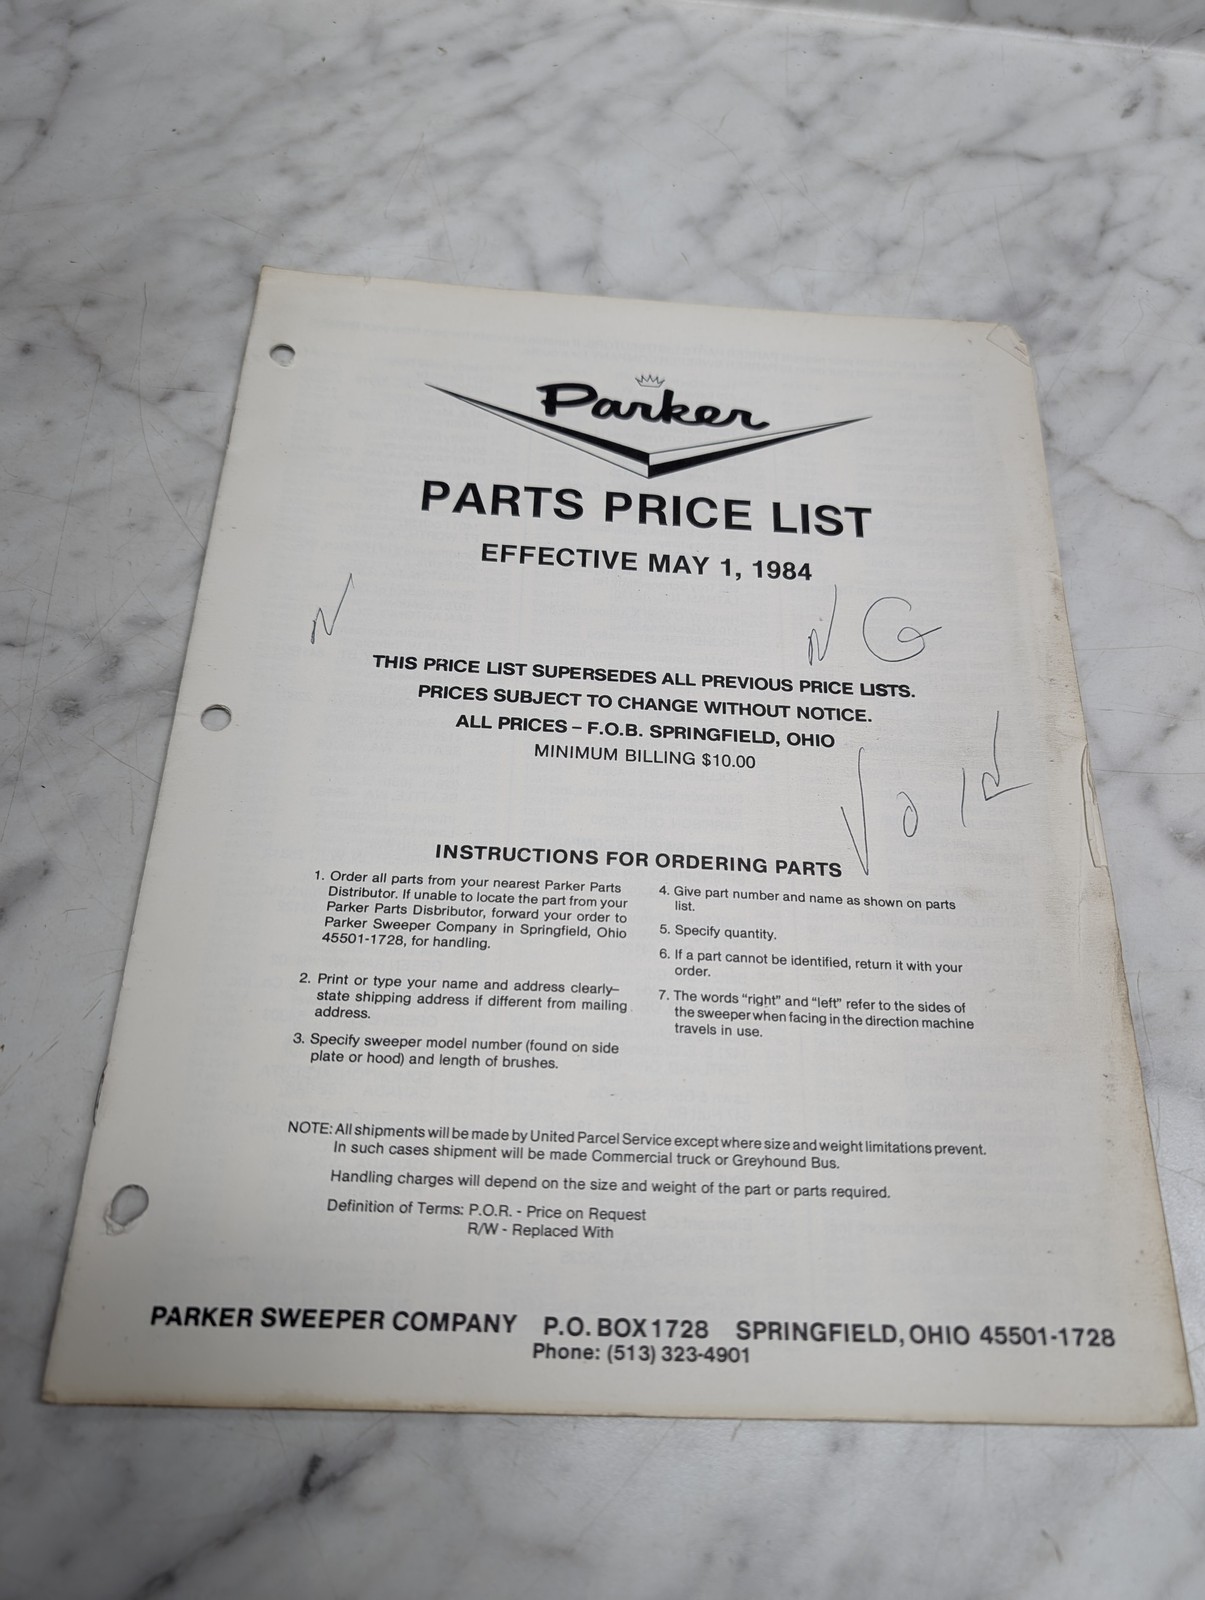 Parker
PARTS PRICE LIST
EFFECTIVE MAY 1, 1984
N
N G
THIS PRICE LIST SUPERSEDES ALL PREVIOUS PRICE LISTS.
PRICES SUBJECT TO CHANGE WITHOUT NOTICE.
ALL PRICES – F.O.B. SPRINGFIELD, OHIO
MINIMUM BILLING $10.00
Void
INSTRUCTIONS FOR ORDERING PARTS
1. Order all parts from your nearest Parker Parts
Distributor. If unable to locate the part from your
Parker Parts Disbributor, forward your order to
Parker Sweeper Company in Springfield, Ohio
45501-1728, for handling.
2. Print or type your name and address clearly–
state shipping address if different from mailing
address.
3. Specify sweeper model number (found on side
plate or hood) and length of brushes.
4. Give part number and name as shown on parts
list.
5. Specify quantity.
6. If a part cannot be identified, return it with your
order.
7. The words "right" and "left" refer to the sides of
the sweeper when facing in the direction machine
travels in use.
NOTE: All shipments will be made by United Parcel Service except where size and weight limitations prevent.
In such cases shipment will be made Commercial truck or Greyhound Bus.
Handling charges will depend on the size and weight of the part or parts required.
Definition of Terms: P.O.R. - Price on Request
R/W - Replaced With
PARKER SWEEPER COMPANY P.O. BOX 1728 SPRINGFIELD, OHIO 45501-1728
Phone: (513) 323-4901